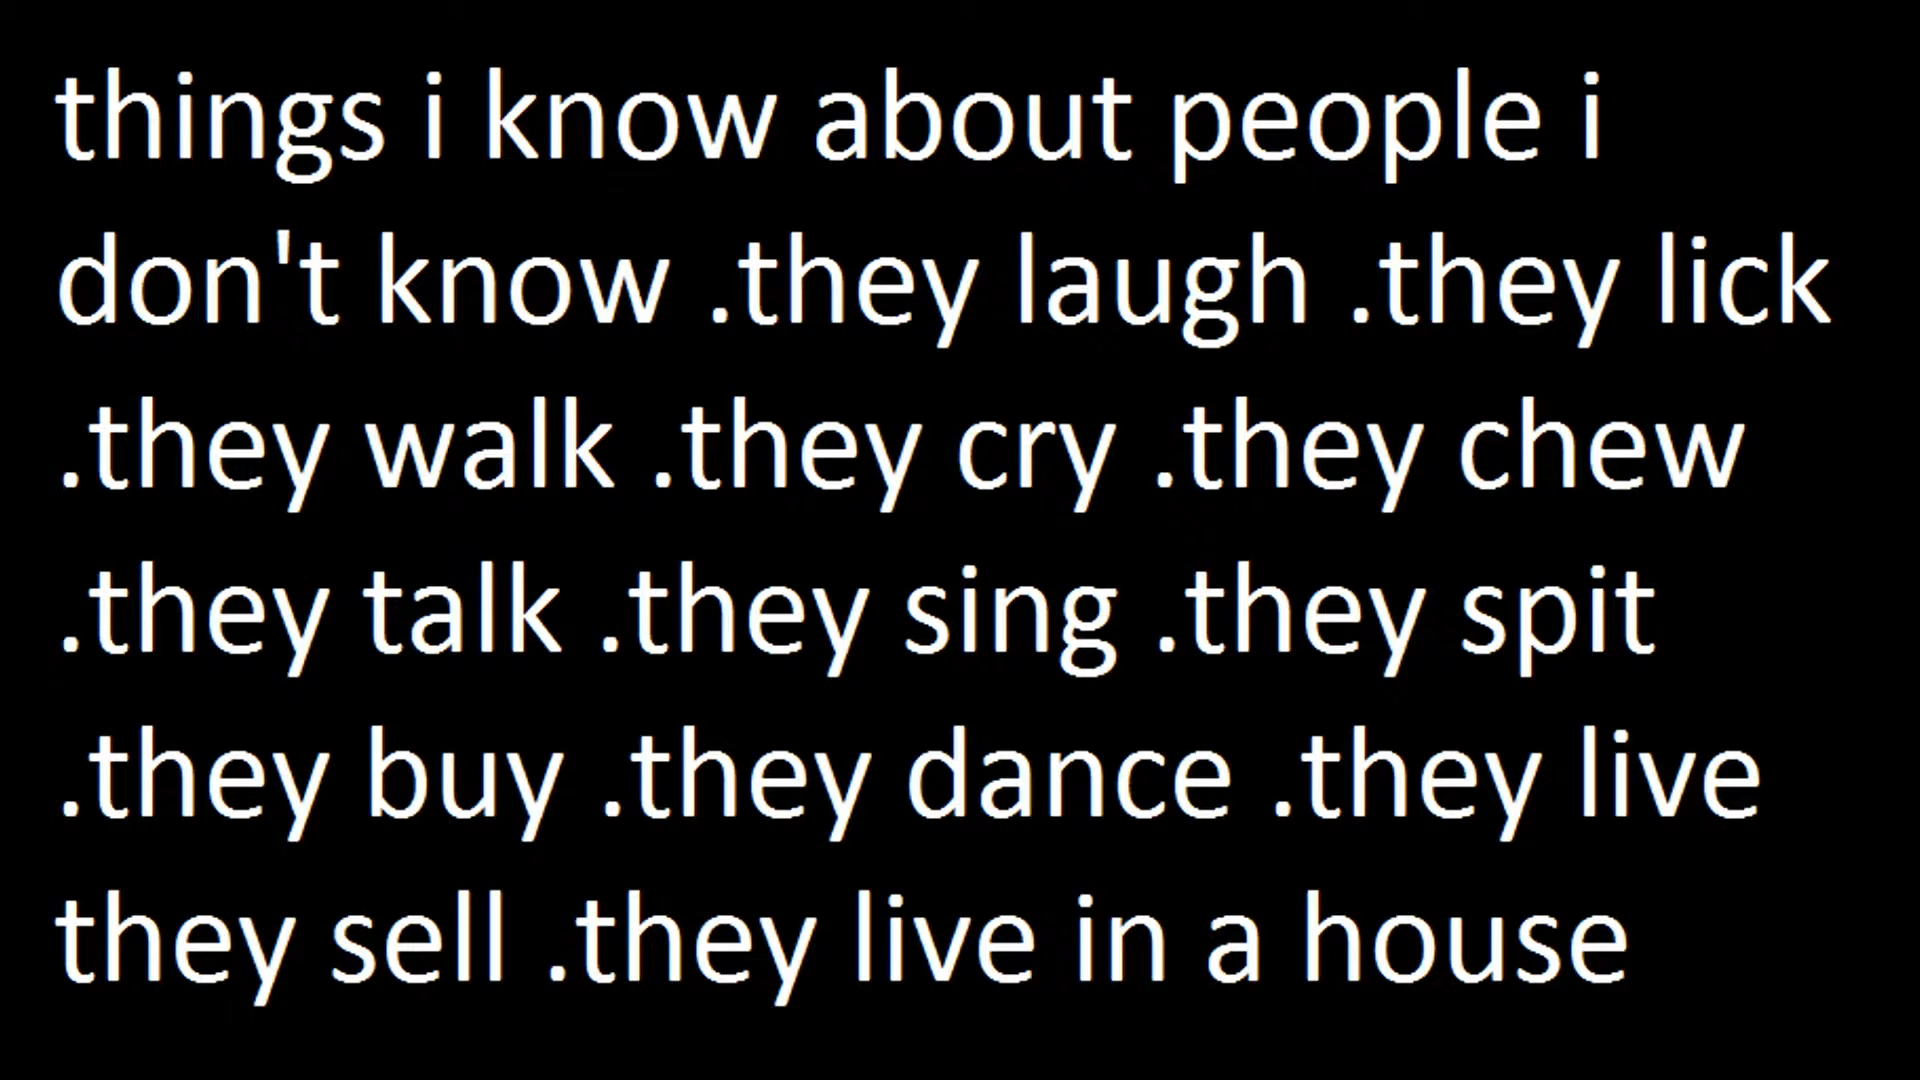 things i know about people i
don't know .they laugh .they lick
.they walk .they cry .they chew
.they talk .they sing .they spit
.they buy .they dance .they live
they sell .they live in a house